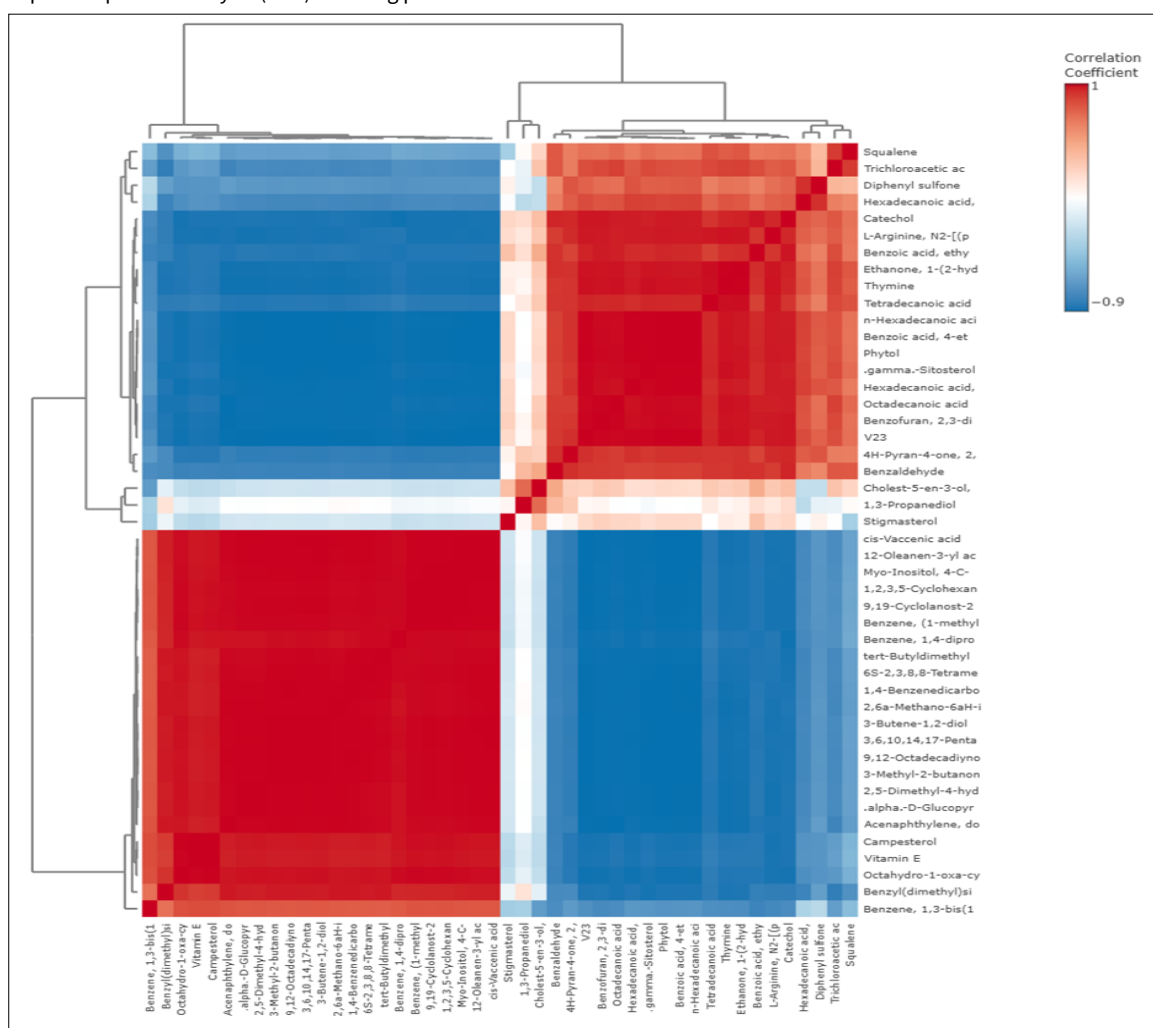 Correlation
Coefficient
1
−0.9
Squalene
Trichloroacetic ac
Diphenyl sulfone
Hexadecanoic acid,
Catechol
L-Arginine, N2-[(p
Benzoic acid, ethy
Ethanone, 1-(2-hyd
Thymine
Tetradecanoic acid
n-Hexadecanoic aci
Benzoic acid, 4-et
Phytol
.gamma.-Sitosterol
Hexadecanoic acid,
Octadecanoic acid
Benzofuran, 2,3-di
V23
4H-Pyran-4-one, 2,
Benzaldehyde
Cholest-5-en-3-ol,
1,3-Propanediol
Stigmasterol
cis-Vaccenic acid
12-Oleanen-3-yl ac
Myo-Inositol, 4-C-
1,2,3,5-Cyclohexan
9,19-Cyclolanost-2
Benzene, (1-methyl
Benzene, 1,4-dipro
tert-Butyldimethyl
6S-2,3,8,8-Tetrame
1,4-Benzenedicarbo
2,6a-Methano-6aH-i
3-Butene-1,2-diol
3,6,10,14,17-Penta
9,12-Octadecadiyno
3-Methyl-2-butanon
2,5-Dimethyl-4-hyd
.alpha.-D-Glucopyr
Acenaphthylene, do
Campesterol
Vitamin E
Octahydro-1-oxa-cy
Benzyl(dimethyl)si
Benzene, 1,3-bis(1
Benzene, 1,3-bis(1
Benzyl(dimethyl)si
Octahydro-1-oxa-cy
Vitamin E
Campesterol
Acenaphthylene, do
.alpha.-D-Glucopyr
2,5-Dimethyl-4-hyd
3-Methyl-2-butanon
9,12-Octadecadiyno
3,6,10,14,17-Penta
3-Butene-1,2-diol
2,6a-Methano-6aH-i
1,4-Benzenedicarbo
6S-2,3,8,8-Tetrame
tert-Butyldimethyl
Benzene, 1,4-dipro
Benzene, (1-methyl
9,19-Cyclolanost-2
1,2,3,5-Cyclohexan
Myo-Inositol, 4-C-
12-Oleanen-3-yl ac
cis-Vaccenic acid
Stigmasterol
1,3-Propanediol
Cholest-5-en-3-ol,
Benzaldehyde
4H-Pyran-4-one, 2,
V23
Benzofuran, 2,3-di
Octadecanoic acid
Hexadecanoic acid,
.gamma.-Sitosterol
Phytol
Benzoic acid, 4-et
n-Hexadecanoic aci
Tetradecanoic acid
Thymine
Ethanone, 1-(2-hyd
Benzoic acid, ethy
L-Arginine, N2-[(p
Catechol
Hexadecanoic acid,
Diphenyl sulfone
Trichloroacetic ac
Squalene